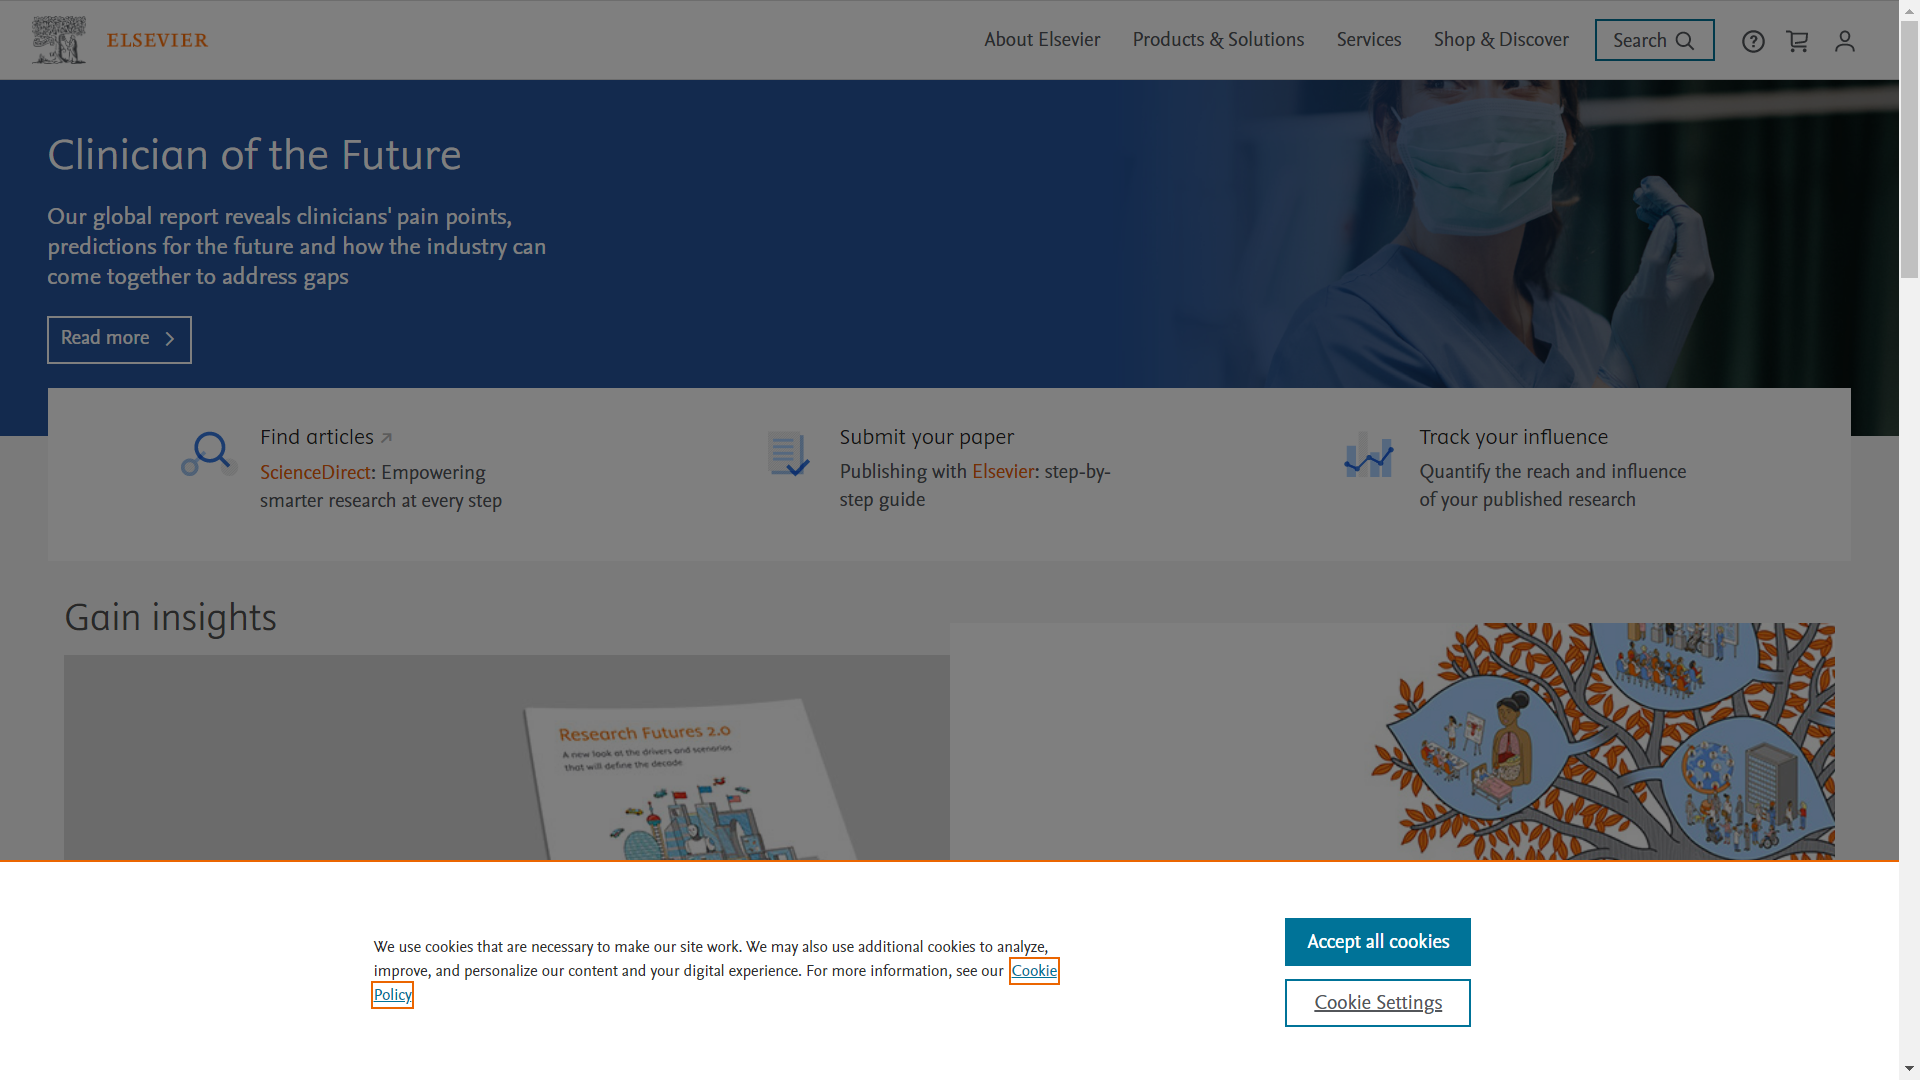 ELSEVIER
About Elsevier
Products & Solutions
Services
Shop & Discover
Search
Clinician of the Future
Our global report reveals clinicians' pain points,
predictions for the future and how the industry can
come together to address gaps
Read more
Find articles
ScienceDirect: Empowering
smarter research at every step
Submit your paper
Publishing with Elsevier: step-by-
step guide
Track your influence
Quantify the reach and influence
of your published research
Gain insights
Research Futures 2.0
A new look at the drivers and scenarios
that will define the decade
We use cookies that are necessary to make our site work. We may also use additional cookies to analyze,
improve, and personalize our content and your digital experience. For more information, see our Cookie
Policy
Accept all cookies
Cookie Settings